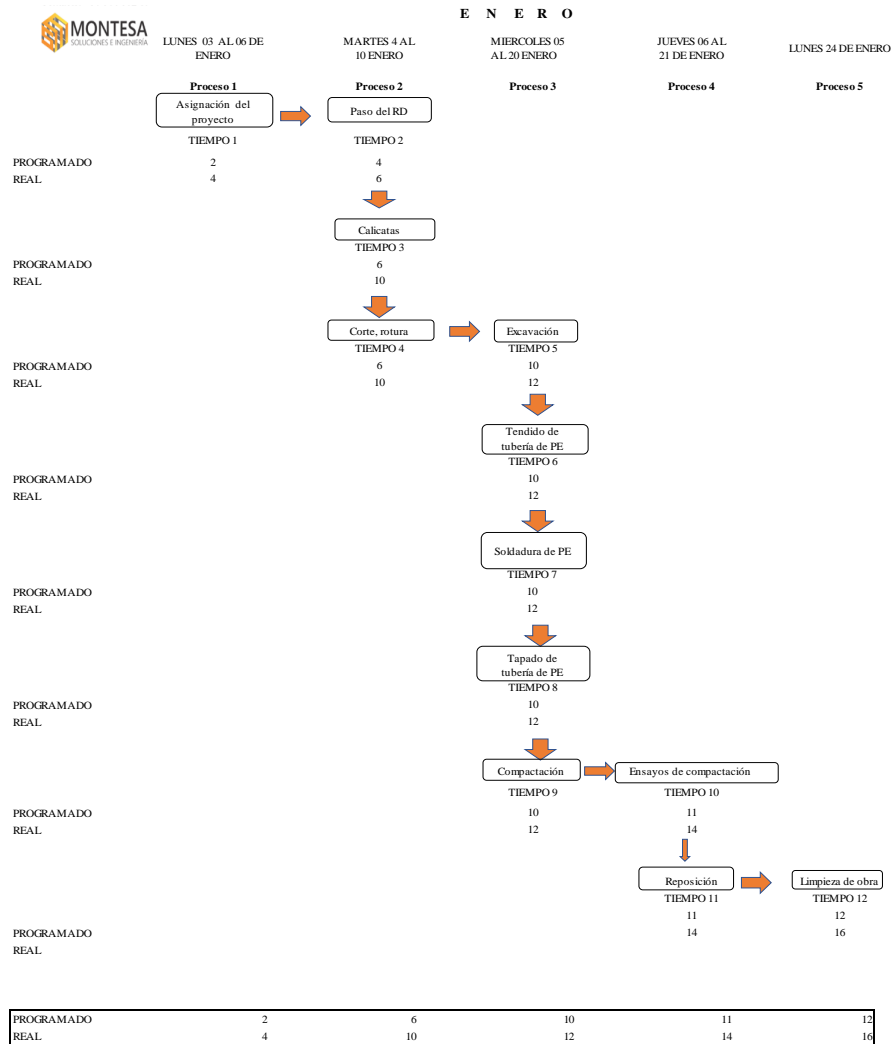 E N E R O
MONTESA
SOLUCIONES E INGENIERÍA
LUNES 03 AL 06 DE
ENERO
MARTES 4 AL
10 ENERO
MIERCOLES 05
AL 20 ENERO
JUEVES 06 AL
21 DE ENERO
LUNES 24 DE ENERO
Proceso 1 Proceso 2 Proceso 3 Proceso 4 Proceso 5
Asignación del
proyecto
Paso del RD
TIEMPO 1 TIEMPO 2
PROGRAMADO 2 4
REAL 4 6
Calicatas
TIEMPO 3
PROGRAMADO 6
REAL 10
Corte, rotura Excavación
TIEMPO 4 TIEMPO 5
PROGRAMADO 6 10
REAL 10 12
Tendido de
tubería de PE
TIEMPO 6
PROGRAMADO 10
REAL 12
Soldadura de PE
TIEMPO 7
PROGRAMADO 10
REAL 12
Tapado de
tubería de PE
TIEMPO 8
PROGRAMADO 10
REAL 12
Compactación Ensayos de compactación
TIEMPO 9 TIEMPO 10
PROGRAMADO 10 11
REAL 12 14
Reposición Limpieza de obra
TIEMPO 11 TIEMPO 12
11 12
PROGRAMADO 14 16
REAL
PROGRAMADO 2 6 10 11 12
REAL 4 10 12 14 16